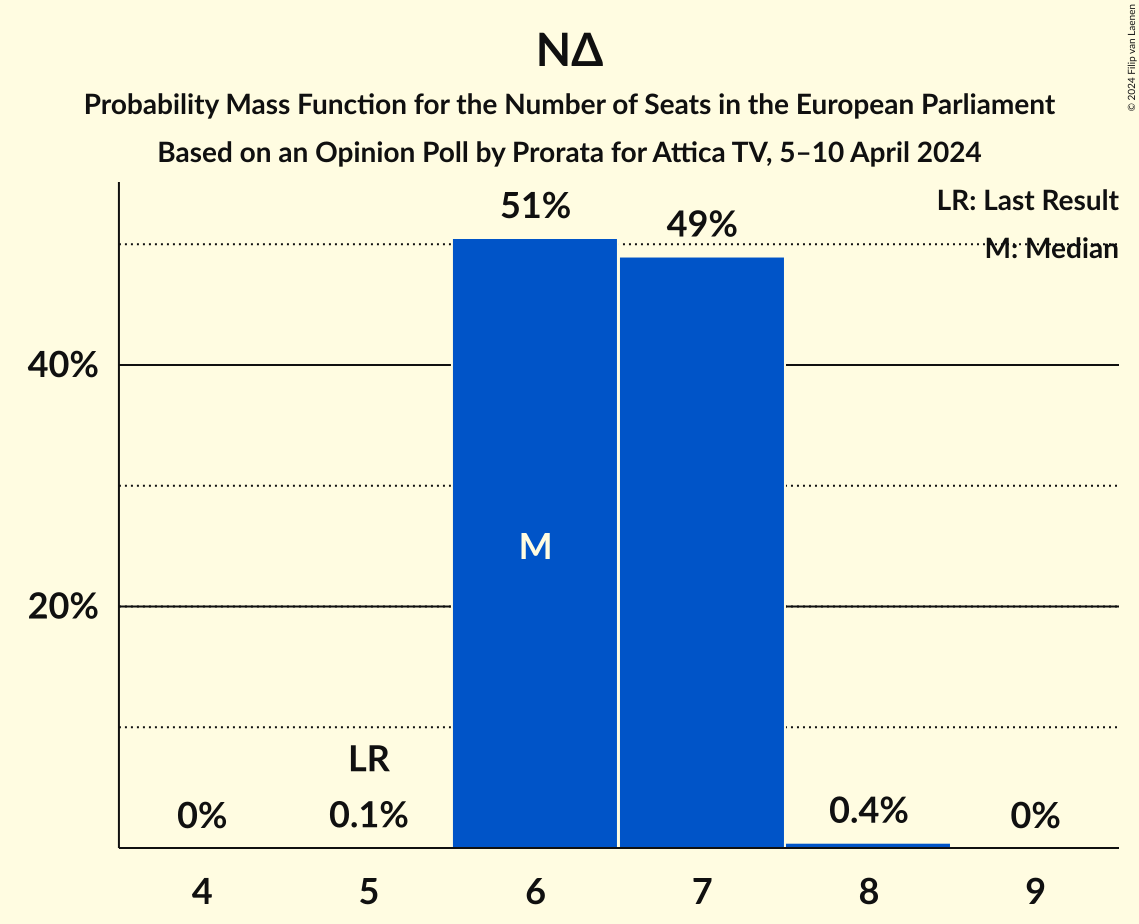 © 2024 Filip van Laenen
ΝΔ
Probability Mass Function for the Number of Seats in the European Parliament
Based on an Opinion Poll by Prorata for Attica TV, 5–10 April 2024
LR: Last Result
M: Median
51%
49%
40%
M
20%
LR
0%
0.1%
0.4%
0%
4 5 6 7 8 9